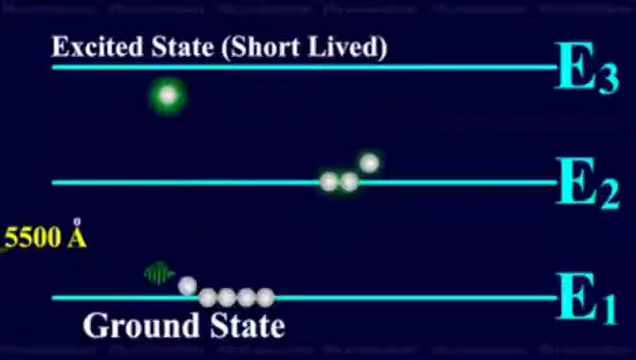 Excited State (Short Lived)
E₃
E₂
5500 Å
E₁
Ground State